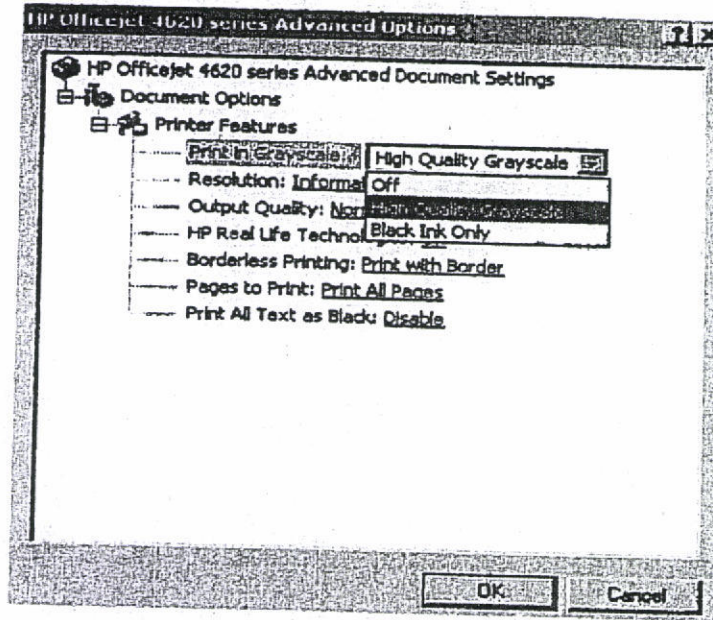 HP Officejet 4620 series Advanced Options
HP Officejet 4620 series Advanced Document Settings
Document Options
Printer Features
Print in Grayscale: High Quality Grayscale
Off
High Quality Grayscale
Black Ink Only
Resolution: Informa
Output Quality: Nor
HP Real Life Technol
Borderless Printing: Print with Border
Pages to Print: Print All Pages
Print All Text as Black: Disable
OK
Cancel